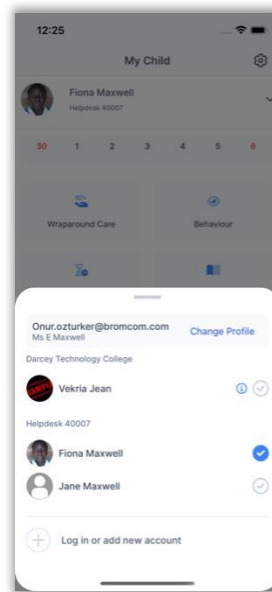 12:25
My Child
Fiona Maxwell
Helpdesk 40007
30 1 2 3 4 5 6
Wraparound Care
Behaviour
Onur.ozturker@bromcom.com
Ms E Maxwell
Change Profile
Darcey Technology College
SAMPLE
Vekria Jean
Helpdesk 40007
Fiona Maxwell
Jane Maxwell
Log in or add new account